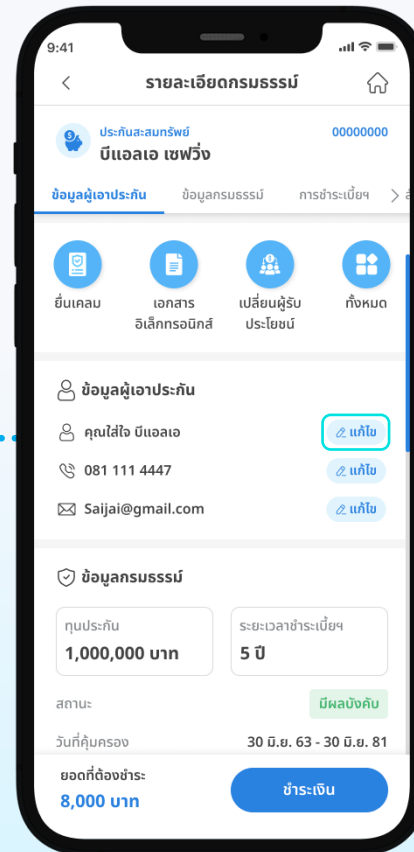 9:41
รายละเอียดกรมธรรม์
ประกันสะสมทรัพย์ 00000000
บีแอลเอ เซฟวิ่ง
ข้อมูลผู้เอาประกัน ข้อมูลกรมธรรม์ การชำระเบี้ยฯ
ยื่นเคลม เอกสาร เปลี่ยนผู้รับ ทั้งหมด
อิเล็กทรอนิกส์ ประโยชน์
ข้อมูลผู้เอาประกัน
คุณใส่ใจ บีแอลเอ แก้ไข
081 111 4447 แก้ไข
Saijai@gmail.com แก้ไข
ข้อมูลกรมธรรม์
ทุนประกัน ระยะเวลาชำระเบี้ยฯ
1,000,000 บาท 5 ปี
สถานะ มีผลบังคับ
วันที่คุ้มครอง 30 มิ.ย. 63 - 30 มิ.ย. 81
ยอดที่ต้องชำระ
8,000 บาท ชำระเงิน